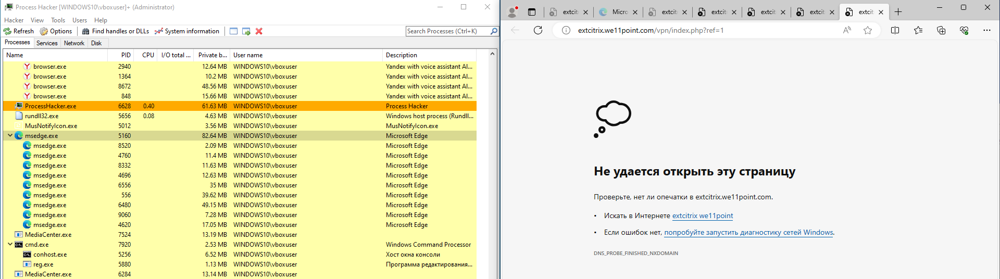 Process Hacker [WINDOWS10\vboxuser]+ (Administrator)
Hacker View Tools Users Help
Refresh Options Find handles or DLLs System information Search Processes (Ctrl+K)
Processes Services Network Disk
Name PID CPU I/O total ... Private b... User name Description
browser.exe 2940 12.64 MB WINDOWS10\vboxuser Yandex with voice assistant Al...
browser.exe 1364 10.2 MB WINDOWS10\vboxuser Yandex with voice assistant Al...
browser.exe 8672 48.56 MB WINDOWS10\vboxuser Yandex with voice assistant Al...
browser.exe 848 15.66 MB WINDOWS10\vboxuser Yandex with voice assistant Al...
ProcessHacker.exe 6628 0.40 61.63 MB WINDOWS10\vboxuser Process Hacker
rundll32.exe 5656 0.08 4.63 MB WINDOWS10\vboxuser Windows host process (Rundll...
MusNotifyIcon.exe 5012 3.56 MB WINDOWS10\vboxuser MusNotifyIcon.exe
msedge.exe 5160 82.64 MB WINDOWS10\vboxuser Microsoft Edge
msedge.exe 8520 2.09 MB WINDOWS10\vboxuser Microsoft Edge
msedge.exe 4760 11.4 MB WINDOWS10\vboxuser Microsoft Edge
msedge.exe 8332 11.63 MB WINDOWS10\vboxuser Microsoft Edge
msedge.exe 4696 12.63 MB WINDOWS10\vboxuser Microsoft Edge
msedge.exe 6556 35 MB WINDOWS10\vboxuser Microsoft Edge
msedge.exe 556 39.62 MB WINDOWS10\vboxuser Microsoft Edge
msedge.exe 6480 49.15 MB WINDOWS10\vboxuser Microsoft Edge
msedge.exe 9060 7.28 MB WINDOWS10\vboxuser Microsoft Edge
msedge.exe 4620 17.05 MB WINDOWS10\vboxuser Microsoft Edge
MediaCenter.exe 7524 13.19 MB WINDOWS10\vboxuser
cmd.exe 7920 2.53 MB WINDOWS10\vboxuser Windows Command Processor
conhost.exe 5256 6.52 MB WINDOWS10\vboxuser Хост окна консоли
reg.exe 5880 1.13 MB WINDOWS10\vboxuser Программа редактирования...
MediaCenter.exe 6284 13.14 MB WINDOWS10\vboxuser
extcit Micro extcit extcit extcit extcit extcit
extcitrix.we11point.com/vpn/index.php?ref=1
Не удается открыть эту страницу
Проверьте, нет ли опечатки в extcitrix.we11point.com.
• Искать в Интернете extcitrix we11point
• Если ошибок нет, попробуйте запустить диагностику сетей Windows.
DNS_PROBE_FINISHED_NXDOMAIN